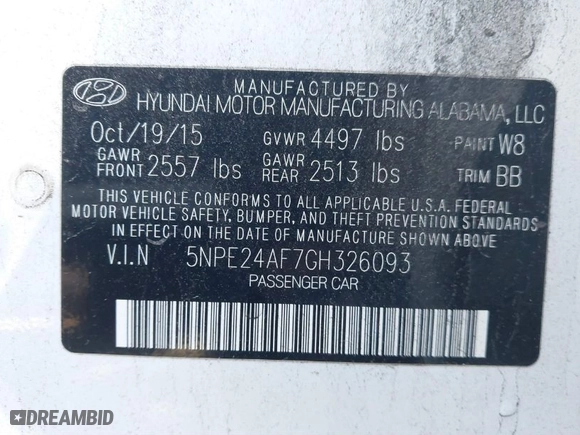 MANUFACTURED BY
HYUNDAI MOTOR MANUFACTURING ALABAMA, LLC
Oct/19/15 GVWR 4497 lbs PAINT W8
GAWR FRONT 2557 lbs GAWR REAR 2513 lbs TRIM BB
THIS VEHICLE CONFORMS TO ALL APPLICABLE U.S.A. FEDERAL
MOTOR VEHICLE SAFETY, BUMPER, AND THEFT PREVENTION STANDARDS
IN EFFECT ON THE DATE OF MANUFACTURE SHOWN ABOVE.
V.I.N 5NPE24AF7GH326093
PASSENGER CAR
DREAMBID